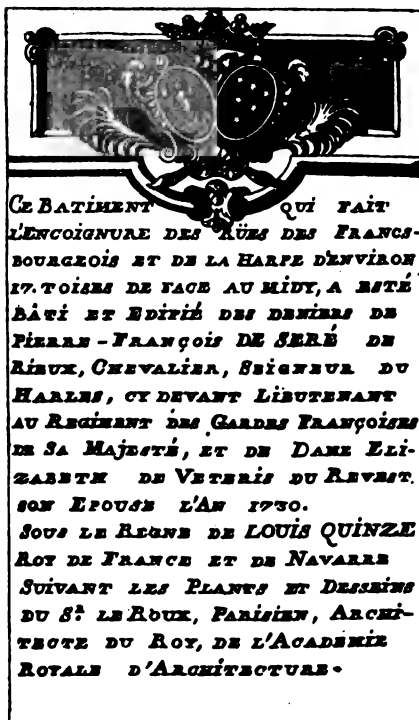 CE BATIMENT QUI FAIT
L'ENCOIGNURE DES RÜES DES FRANCS-
BOURGEOIS ET DE LA HARPE D'ENVIRON
17. TOISES DE FACE AU MIDY, A ESTÉ
BÂTI ET EDIFIÉ DES DENIERS DE
PIERRE-FRANÇOIS DE SERÉ DE
RIEUX, CHEVALIER, SEIGNEUR DU
HARLES, CY DEVANT LIEUTENANT
AU REGIMENT DES GARDES FRANÇOISES
DE SA MAJESTÉ, ET DE DAME ELI-
ZABETH DE VETERIS DU REVEST.
SON EPOUSE L'AN 1730.
SOUS LE REGNE DE LOUIS QUINZE
ROY DE FRANCE ET DE NAVARRE
SUIVANT LES PLANTS ET DESSEINS
DU S.R LE ROUX, PARISIEN, ARCHI-
TECTE DU ROY, DE L'ACADEMIE
ROYALE D'ARCHITECTURE.